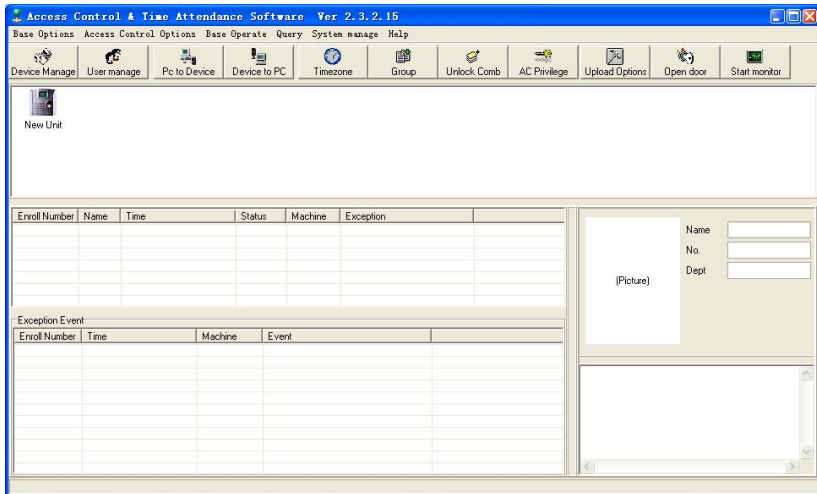 Access Control & Time Attendance Software Ver 2.3.2.15
Base Options Access Control Options Base Operate Query System manage Help
Device Manage User manage Pc to Device Device to PC Timezone Group Unlock Comb AC Privilege Upload Options Open door Start monitor
New Unit
Enroll Number Name Time Status Machine Exception
Name
No.
Dept
(Picture)
Exception Event
Enroll Number Time Machine Event